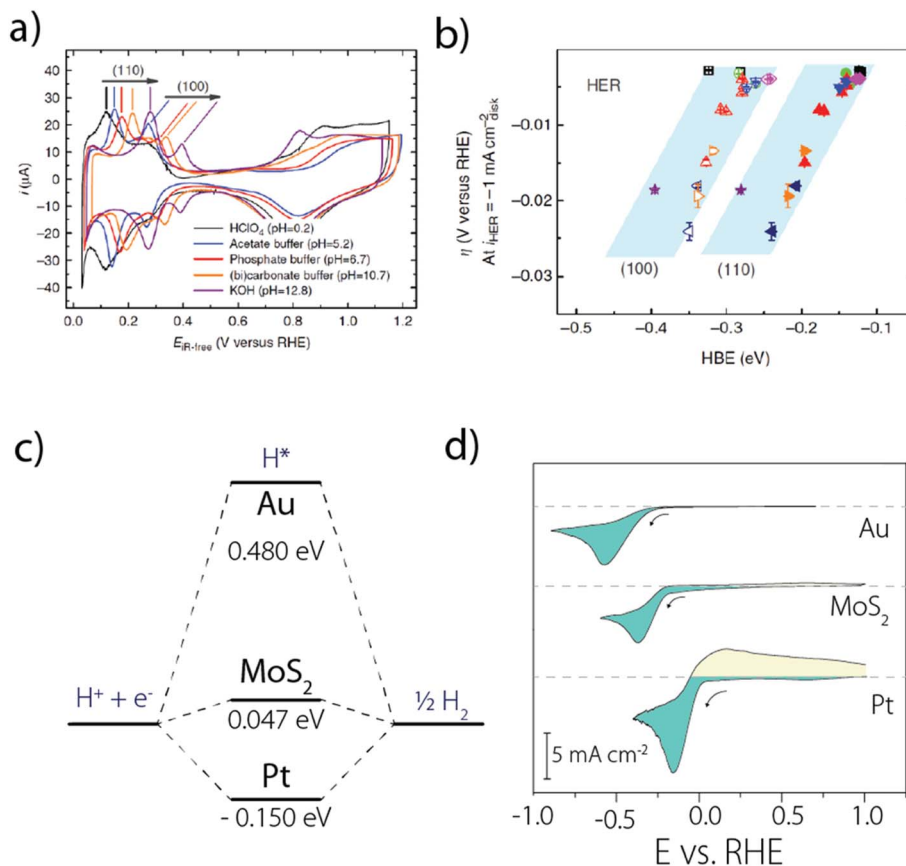 a)
(110)
(100)
i (μA)
20
10
0
−10
−20
−30
−40
HClO₄ (pH=0.2)
Acetate buffer (pH=5.2)
Phosphate buffer (pH=6.7)
(bi)carbonate buffer (pH=10.7)
KOH (pH=12.8)
0.0 0.2 0.4 0.6 0.8 1.0 1.2
E_iR-free (V versus RHE)
b)
HER
η (V versus RHE)
At i_HER = −1 mA cm⁻²_disk
−0.01
−0.02
−0.03
(100)
(110)
−0.5 −0.4 −0.3 −0.2 −0.1
HBE (eV)
c)
H*
Au
0.480 eV
MoS₂
0.047 eV
H⁺ + e⁻
½ H₂
Pt
- 0.150 eV
d)
Au
MoS₂
Pt
5 mA cm⁻²
-1.0 -0.5 0.0 0.5 1.0
E vs. RHE